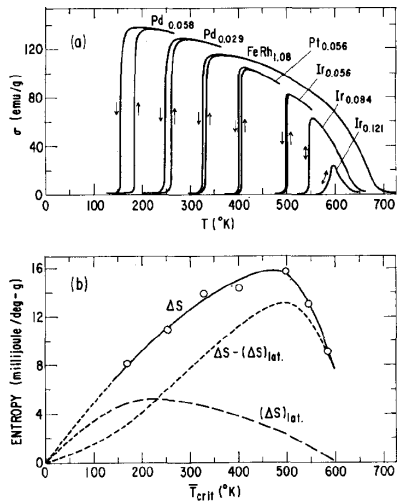 (a)
Pd0.058
Pd0.029
FeRh1.08
Pt0.056
Ir0.056
Ir0.084
Ir0.121
σ (emu/g)
120
80
40
0
0 100 200 300 400 500 600 700
T (°K)
(b)
ENTROPY (millijoule/deg-g)
16
12
8
4
0
ΔS
ΔS-(ΔS)lat.
(ΔS)lat.
0 100 200 300 400 500 600 700
T̅crit (°K)